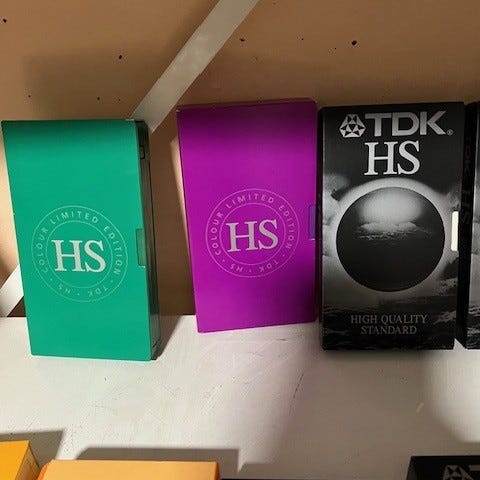 COLOUR LIMITED EDITION
HS
TDK · HS
COLOUR LIMITED EDITION
HS
TDK · HS
TDK®
HS
HIGH QUALITY
STANDARD